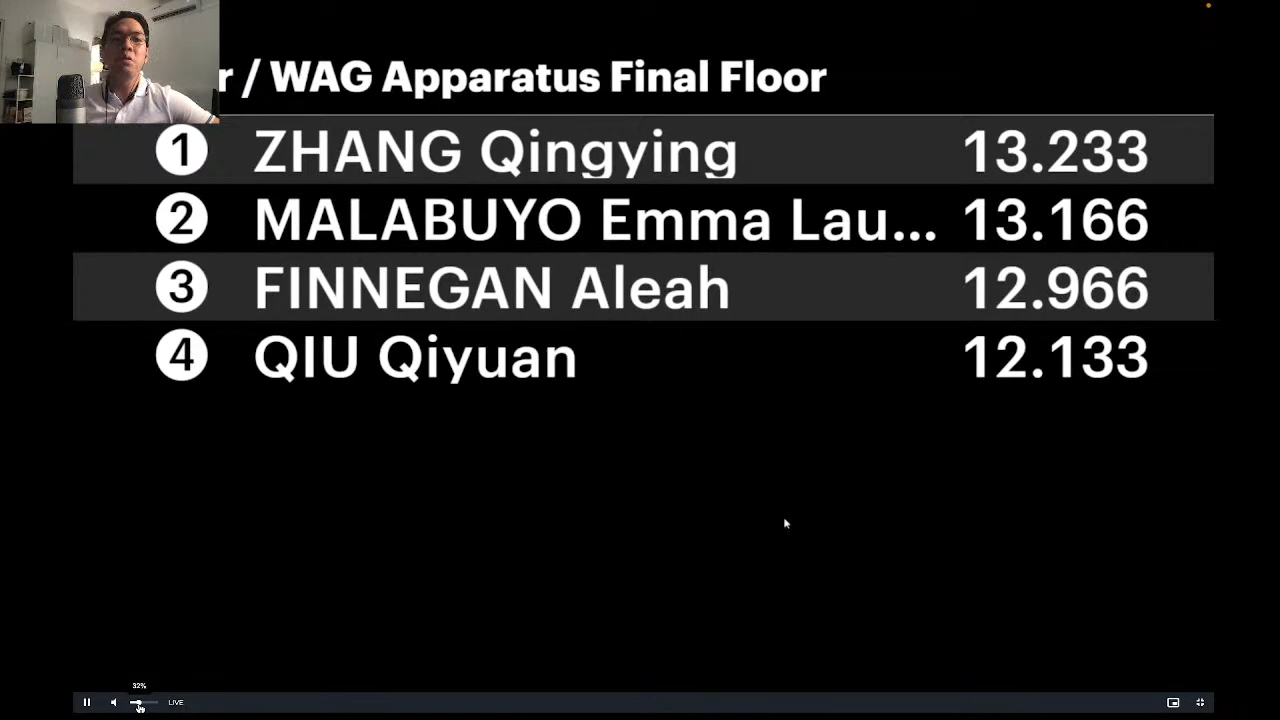 r / WAG Apparatus Final Floor
1 ZHANG Qingying 13.233
2 MALABUYO Emma Lau... 13.166
3 FINNEGAN Aleah 12.966
4 QIU Qiyuan 12.133
32%
LIVE